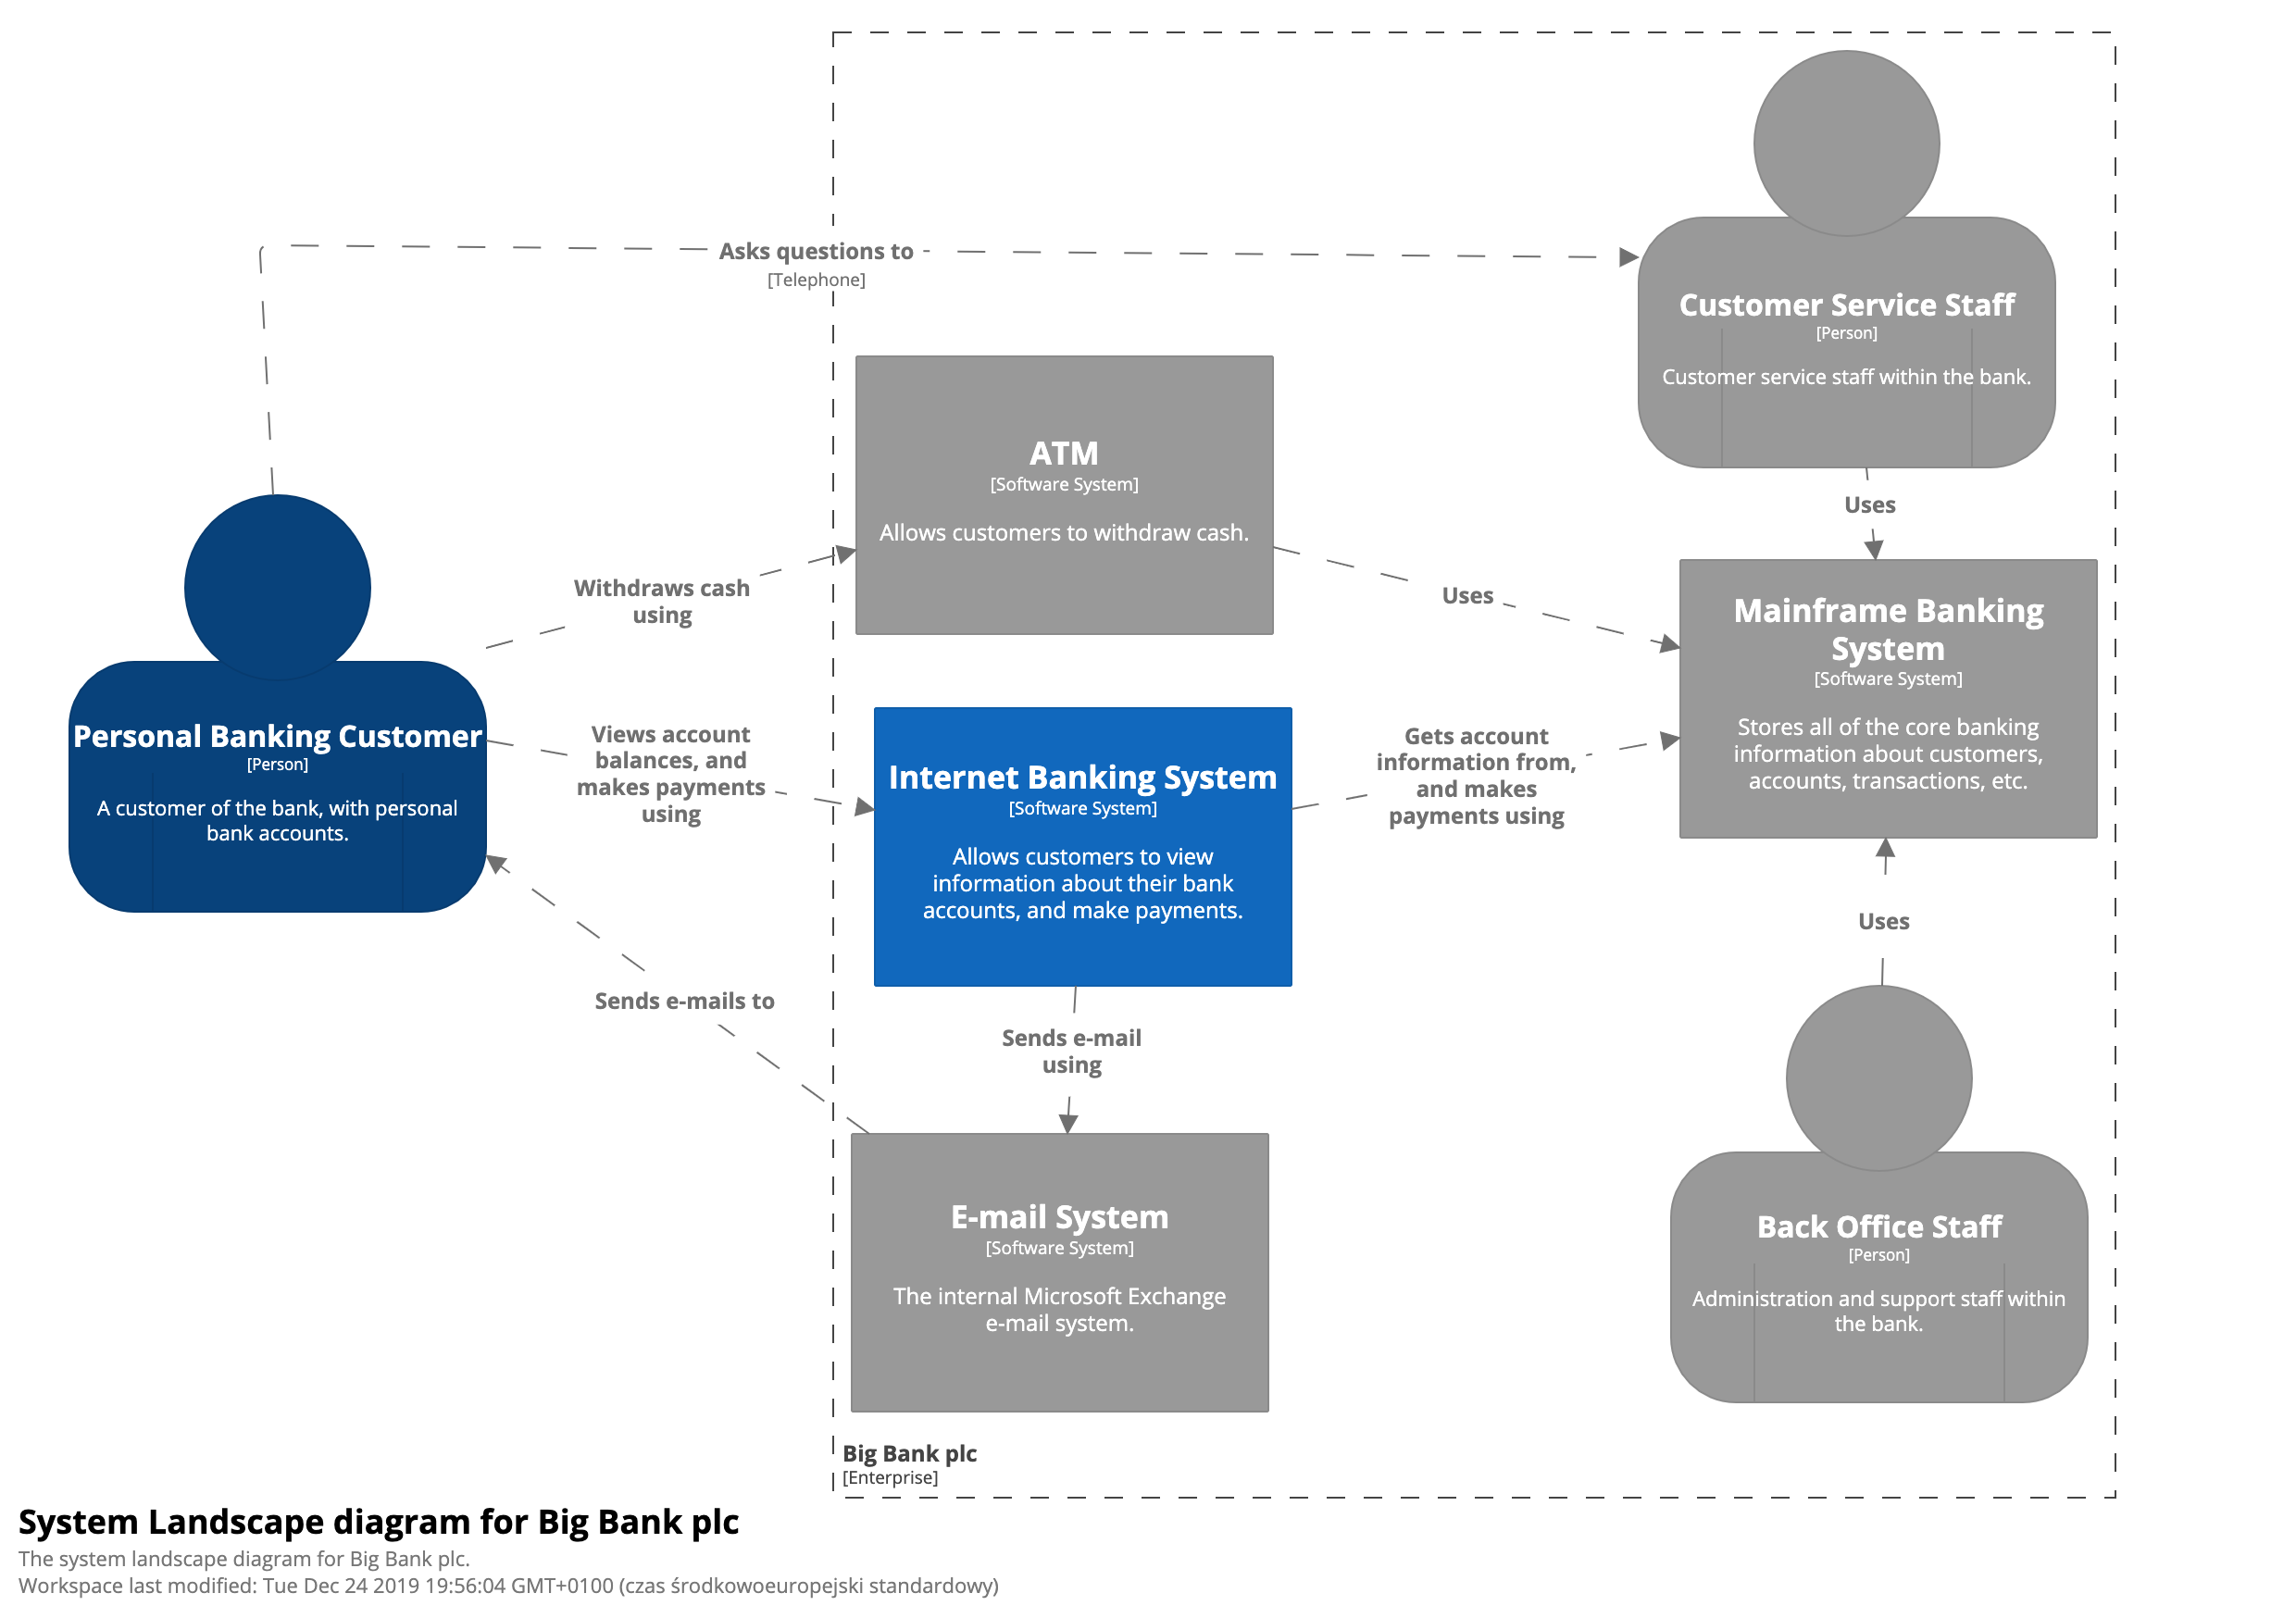 Asks questions to
[Telephone]
Customer Service Staff
[Person]
Customer service staff within the bank.
ATM
[Software System]
Allows customers to withdraw cash.
Uses
Withdraws cash
using
Uses
Mainframe Banking
System
[Software System]
Stores all of the core banking
information about customers,
accounts, transactions, etc.
Personal Banking Customer
[Person]
A customer of the bank, with personal
bank accounts.
Views account
balances, and
makes payments
using
Internet Banking System
[Software System]
Allows customers to view
information about their bank
accounts, and make payments.
Gets account
information from,
and makes
payments using
Uses
Sends e-mails to
Sends e-mail
using
E-mail System
[Software System]
The internal Microsoft Exchange
e-mail system.
Back Office Staff
[Person]
Administration and support staff within
the bank.
Big Bank plc
[Enterprise]
System Landscape diagram for Big Bank plc
The system landscape diagram for Big Bank plc.
Workspace last modified: Tue Dec 24 2019 19:56:04 GMT+0100 (czas środkowoeuropejski standardowy)